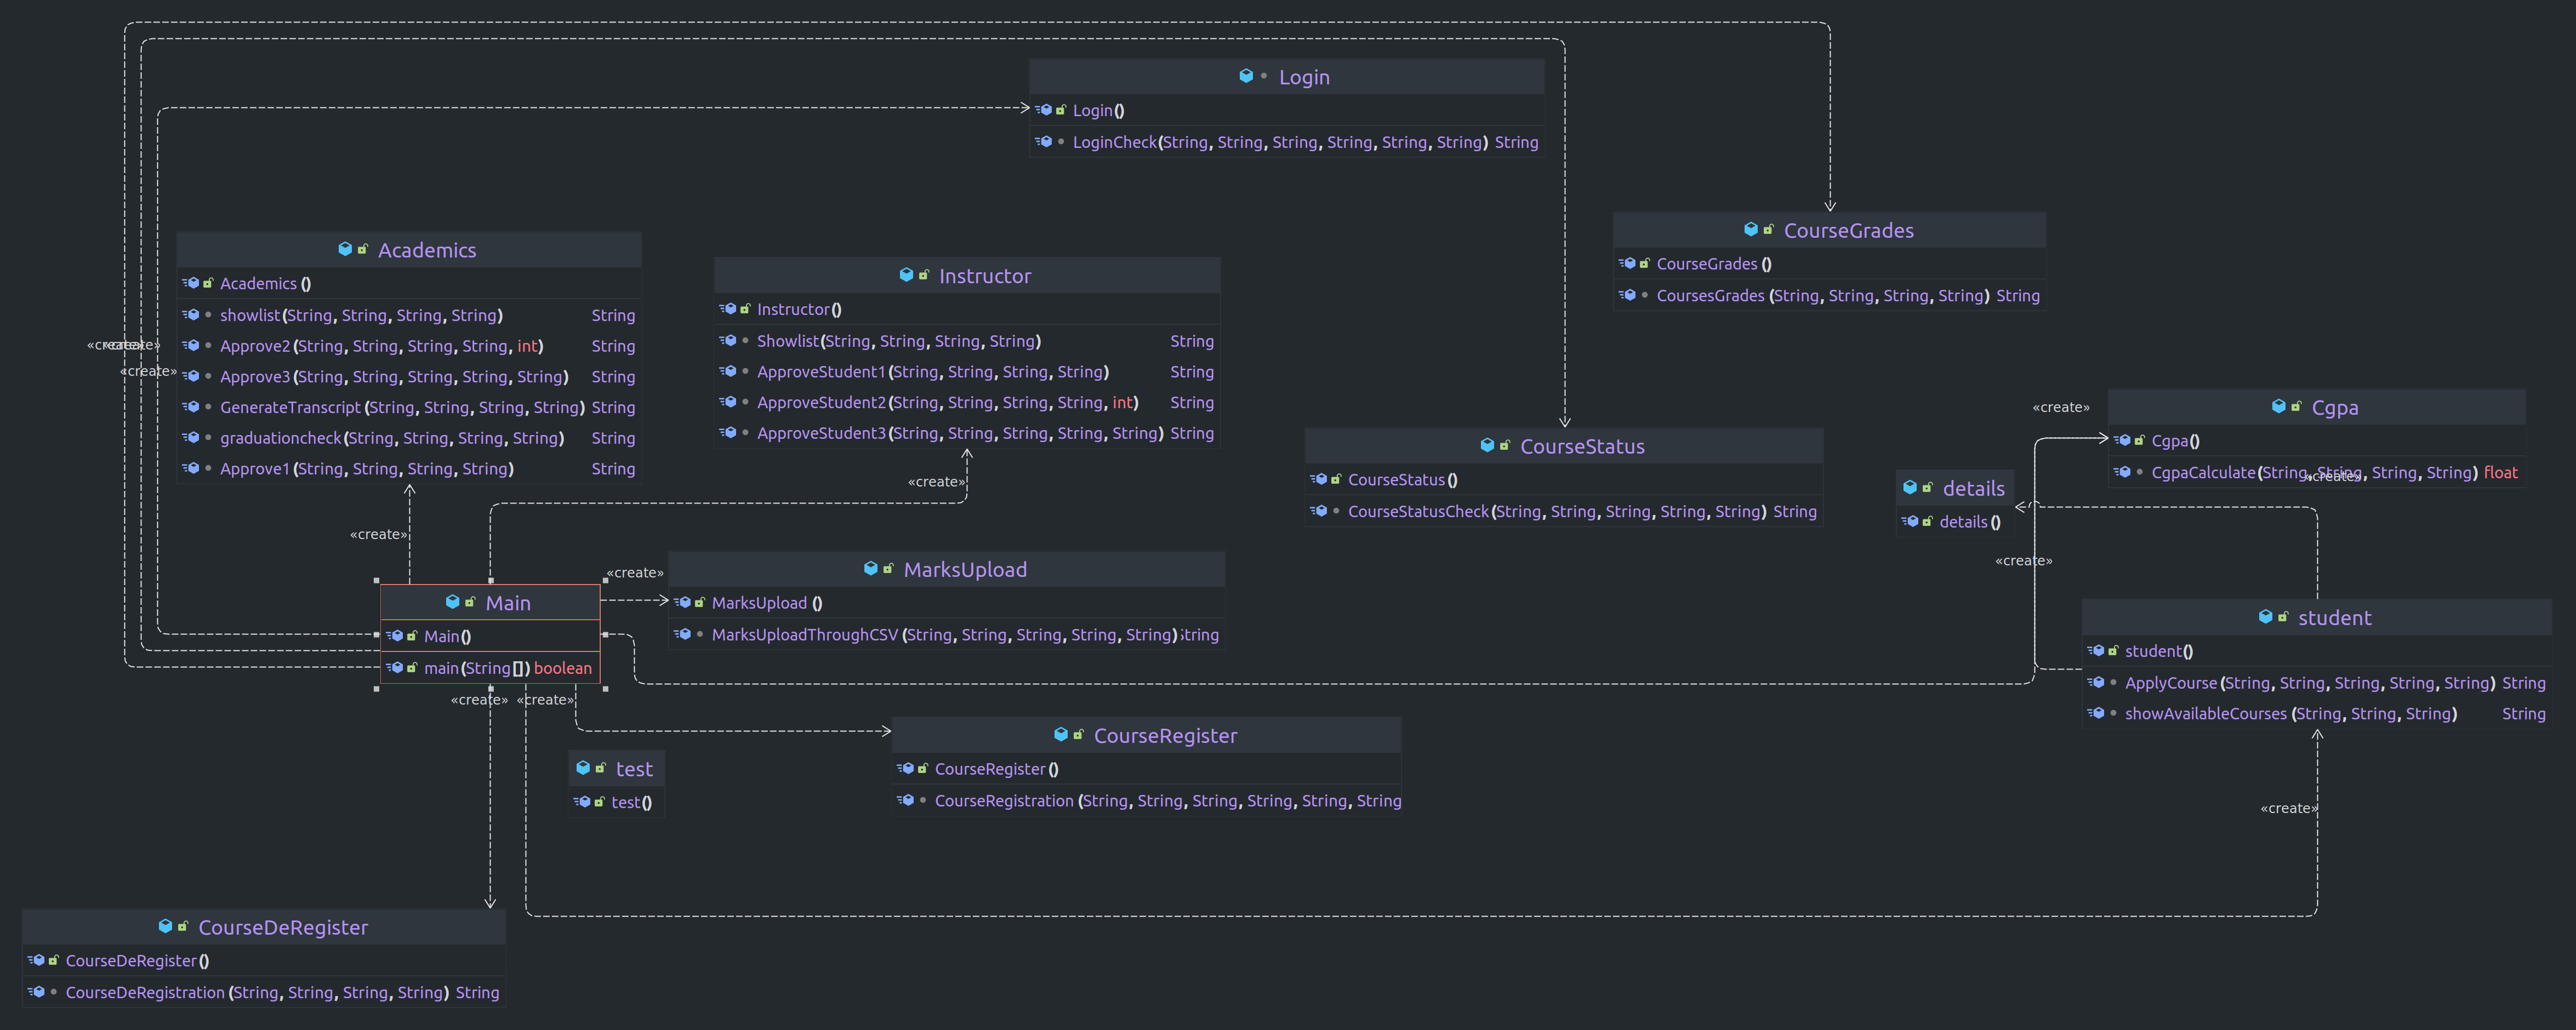 Login
Login()
LoginCheck(String, String, String, String, String, String) String
CourseGrades
CourseGrades ()
CoursesGrades (String, String, String, String) String
Academics
Academics ()
showlist(String, String, String, String) String
Approve2 (String, String, String, String, int) String
Approve3 (String, String, String, String, String) String
GenerateTranscript (String, String, String, String) String
graduationcheck (String, String, String, String) String
Approve1 (String, String, String, String) String
Instructor
Instructor()
Showlist(String, String, String, String) String
ApproveStudent1 (String, String, String, String) String
ApproveStudent2 (String, String, String, String, int) String
ApproveStudent3 (String, String, String, String, String) String
«create»
«create»
«create»
CourseStatus
CourseStatus ()
CourseStatusCheck (String, String, String, String, String) String
«create»
Cgpa
Cgpa()
CgpaCalculate(String, String, String, String) float
«create»
details
details ()
«create»
«create»
«create»
«create»
MarksUpload
MarksUpload ()
MarksUploadThroughCSV (String, String, String, String, String)
Main
Main()
main(String[]) boolean
«create»
student
student()
ApplyCourse (String, String, String, String, String) String
showAvailableCourses (String, String, String) String
«create» «create»
CourseRegister
CourseRegister ()
CourseRegistration (String, String, String, String, String, String
test
test()
«create»
CourseDeRegister
CourseDeRegister ()
CourseDeRegistration (String, String, String, String) String